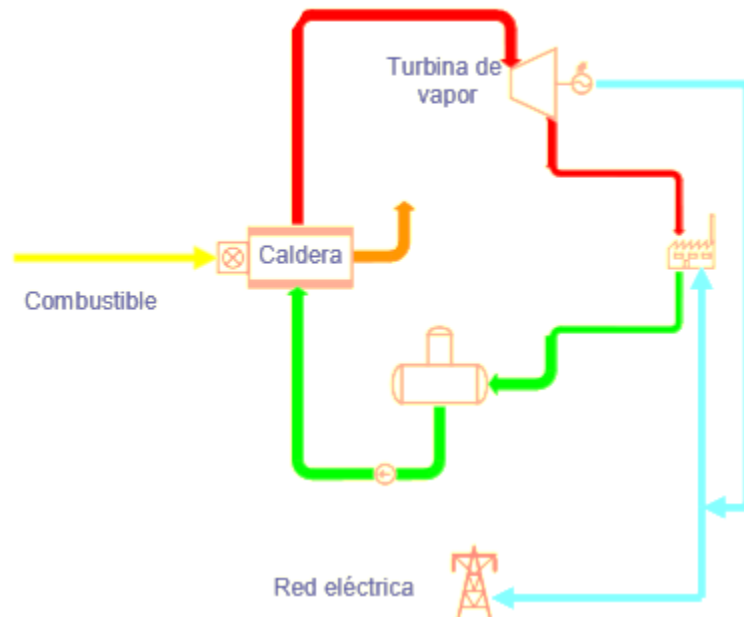 Turbina de
vapor
Caldera
Combustible
Red eléctrica